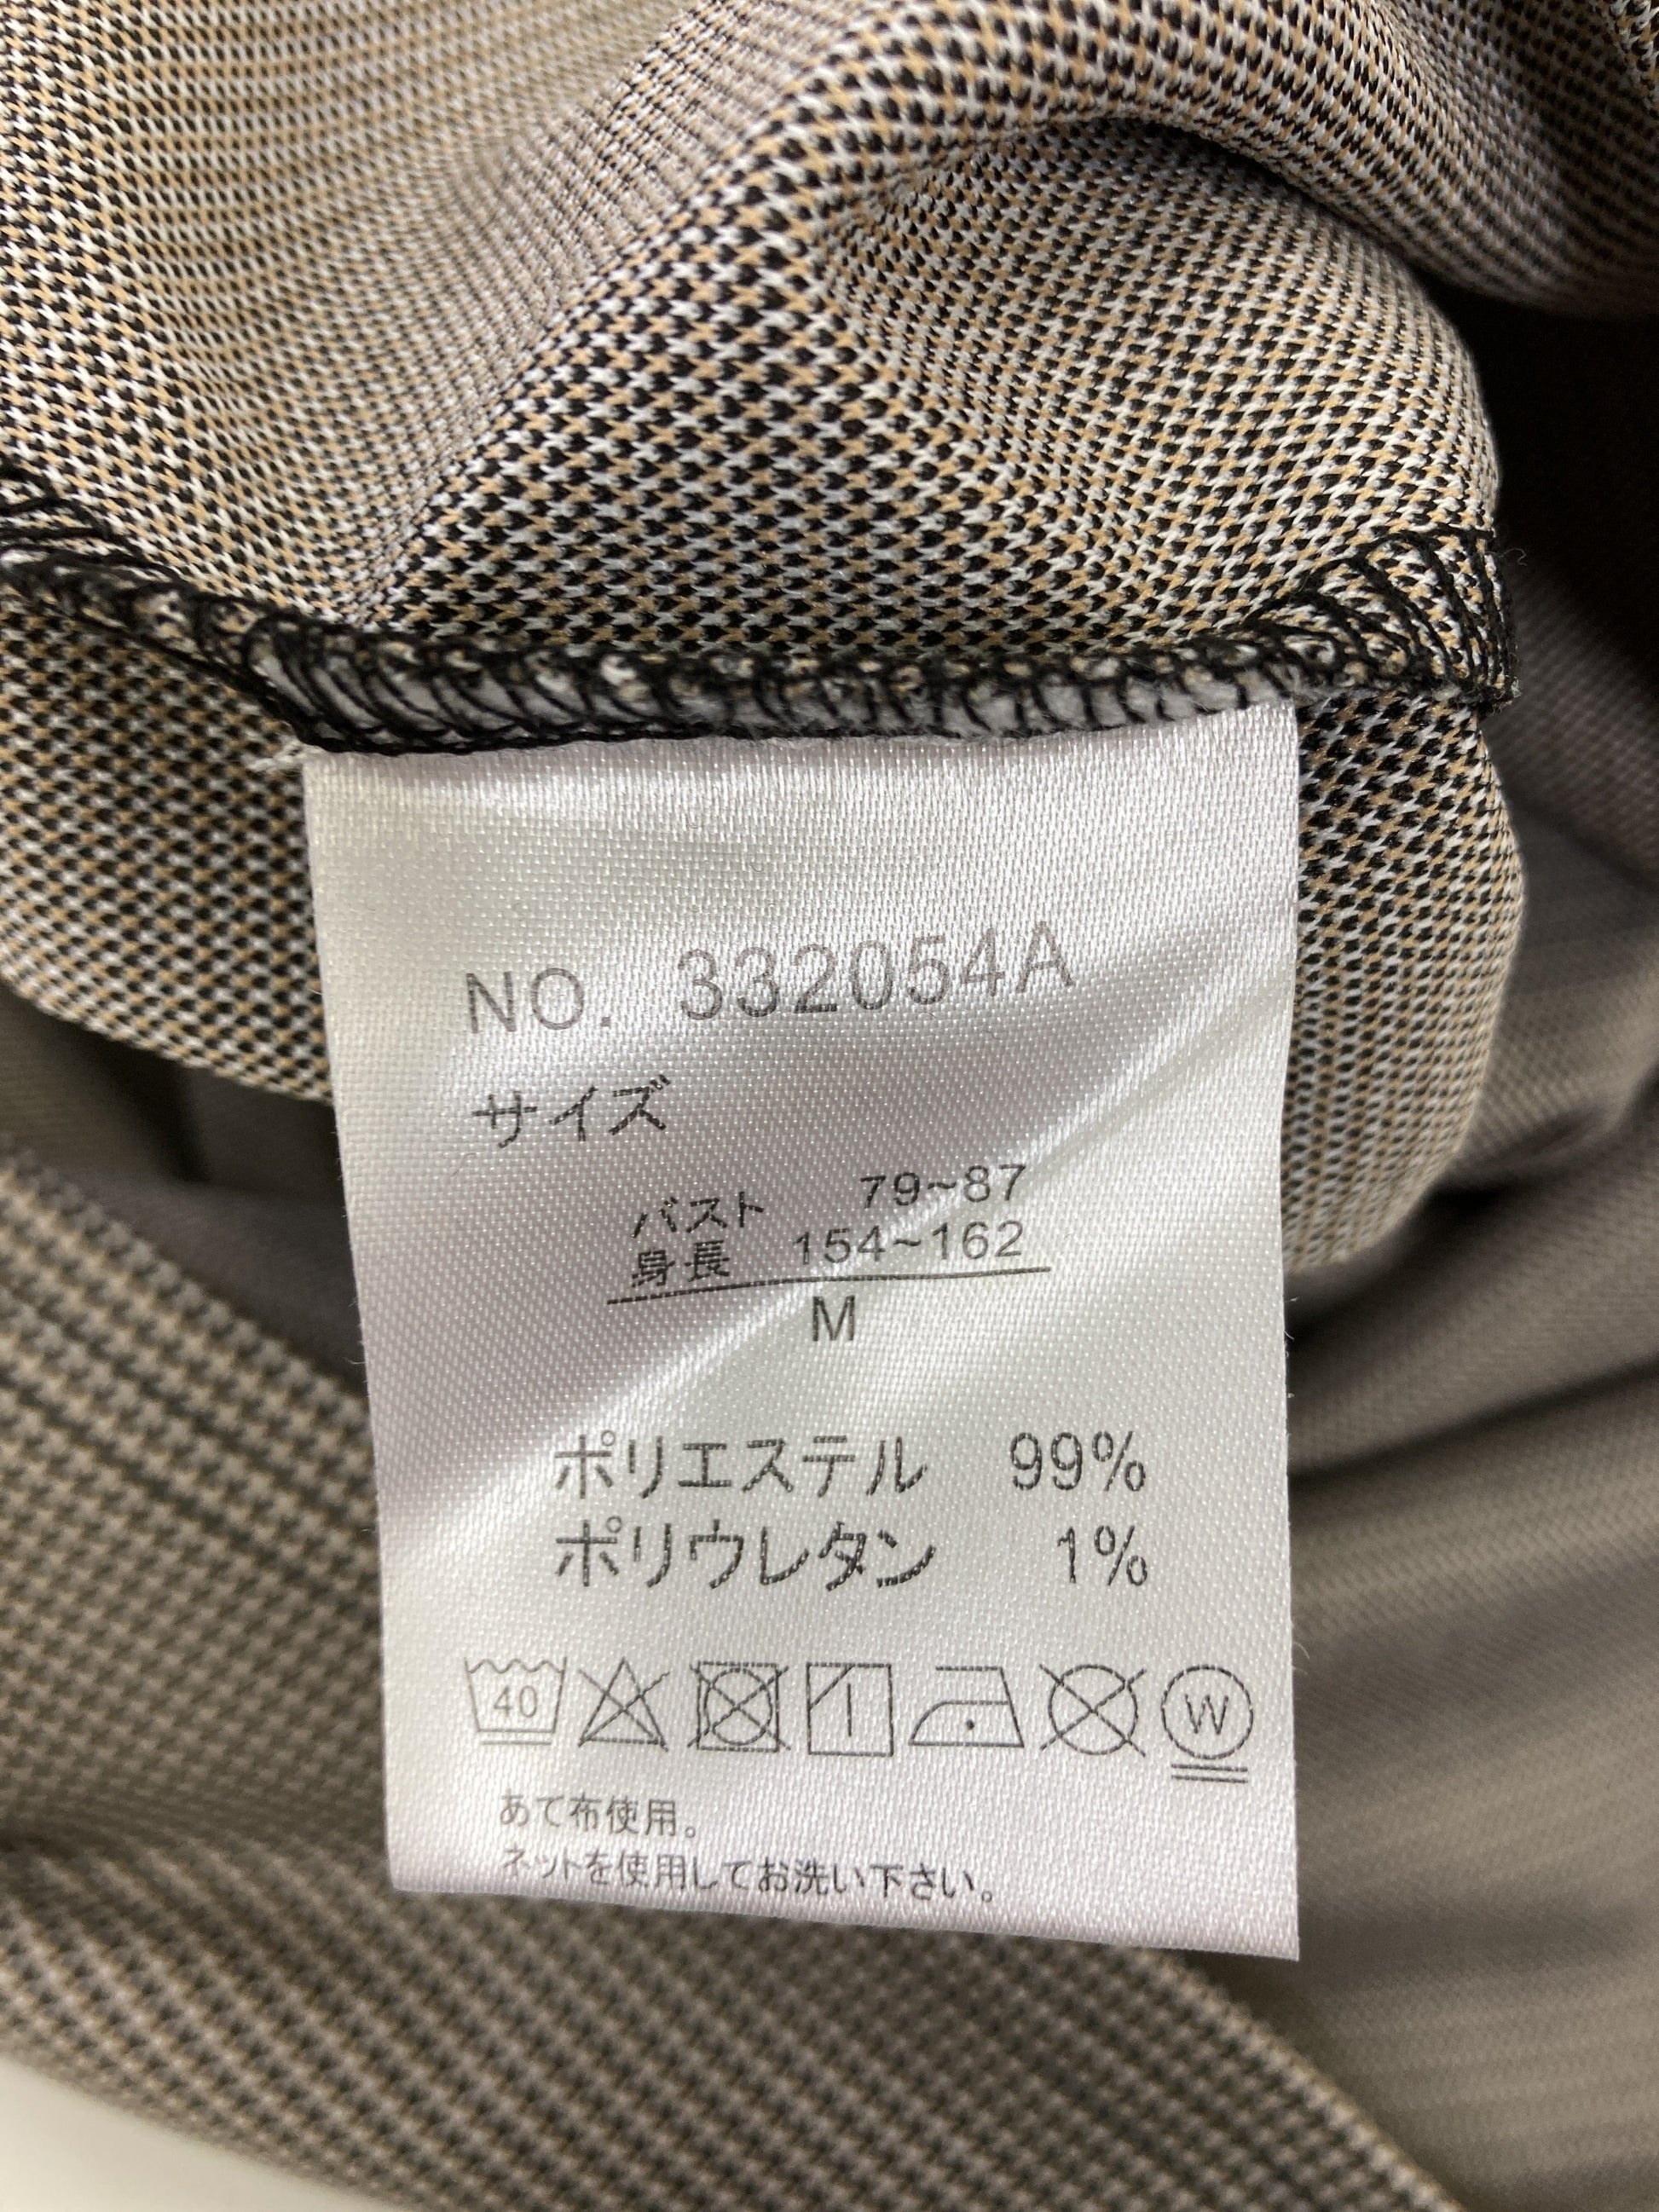 NO. 332054A
サイズ
バスト 79~87
身長 154~162
M
ポリエステル 99%
ポリウレタン 1%
40 W
あて布使用。
ネットを使用してお洗い下さい。